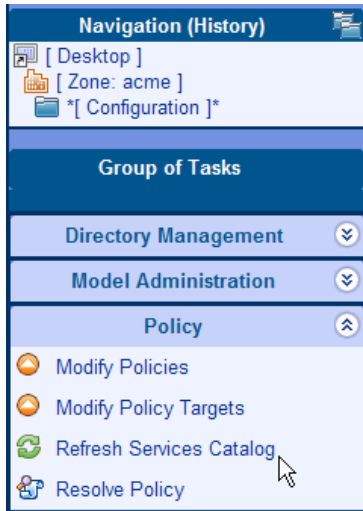 Navigation (History)
[ Desktop ]
[ Zone: acme ]
*[ Configuration ]*
Group of Tasks
Directory Management
Model Administration
Policy
Modify Policies
Modify Policy Targets
Refresh Services Catalog
Resolve Policy